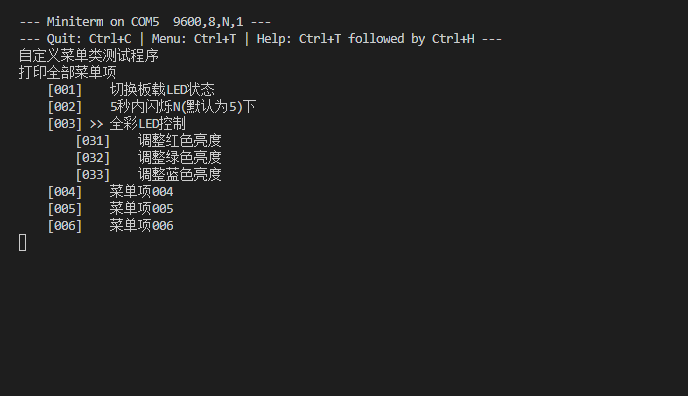 --- Miniterm on COM5  9600,8,N,1 ---
--- Quit: Ctrl+C | Menu: Ctrl+T | Help: Ctrl+T followed by Ctrl+H ---
自定义菜单类测试程序
打印全部菜单项
    [001]    切换板载LED状态
    [002]    5秒内闪烁N(默认为5)下
    [003] >> 全彩LED控制
        [031]    调整红色亮度
        [032]    调整绿色亮度
        [033]    调整蓝色亮度
    [004]    菜单项004
    [005]    菜单项005
    [006]    菜单项006